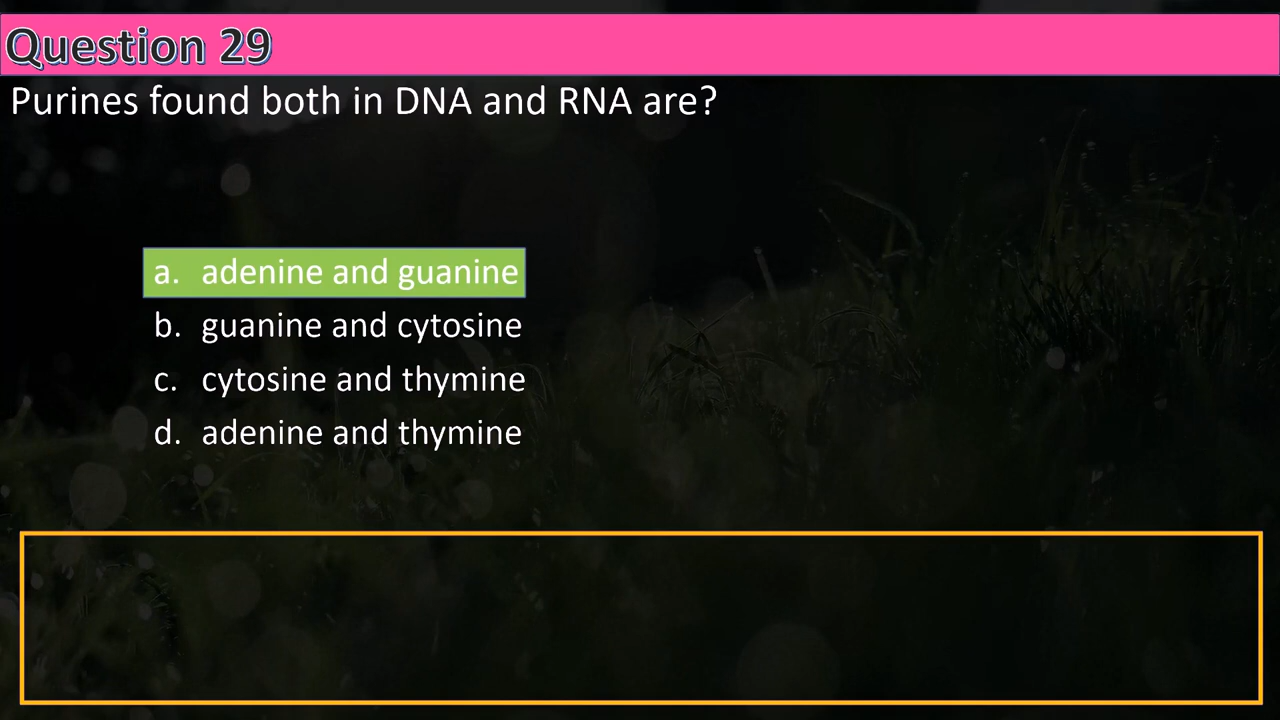 Question 29
Purines found both in DNA and RNA are?
a. adenine and guanine
b. guanine and cytosine
c. cytosine and thymine
d. adenine and thymine